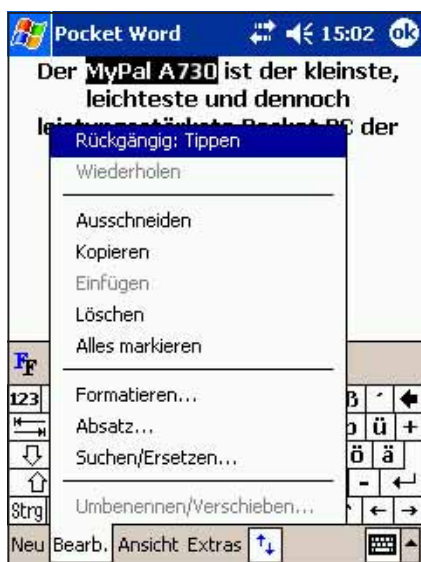 Pocket Word 15:02 ok
Der MyPal A730 ist der kleinste,
leichteste und dennoch
der
Rückgängig: Tippen
Wiederholen
Ausschneiden
Kopieren
Einfügen
Löschen
Alles markieren
Formatieren...
Absatz...
Suchen/Ersetzen...
Umbenennen/Verschieben...
FF
123 ß ´
ü +
ö ä
-
Strg
Neu Bearb. Ansicht Extras